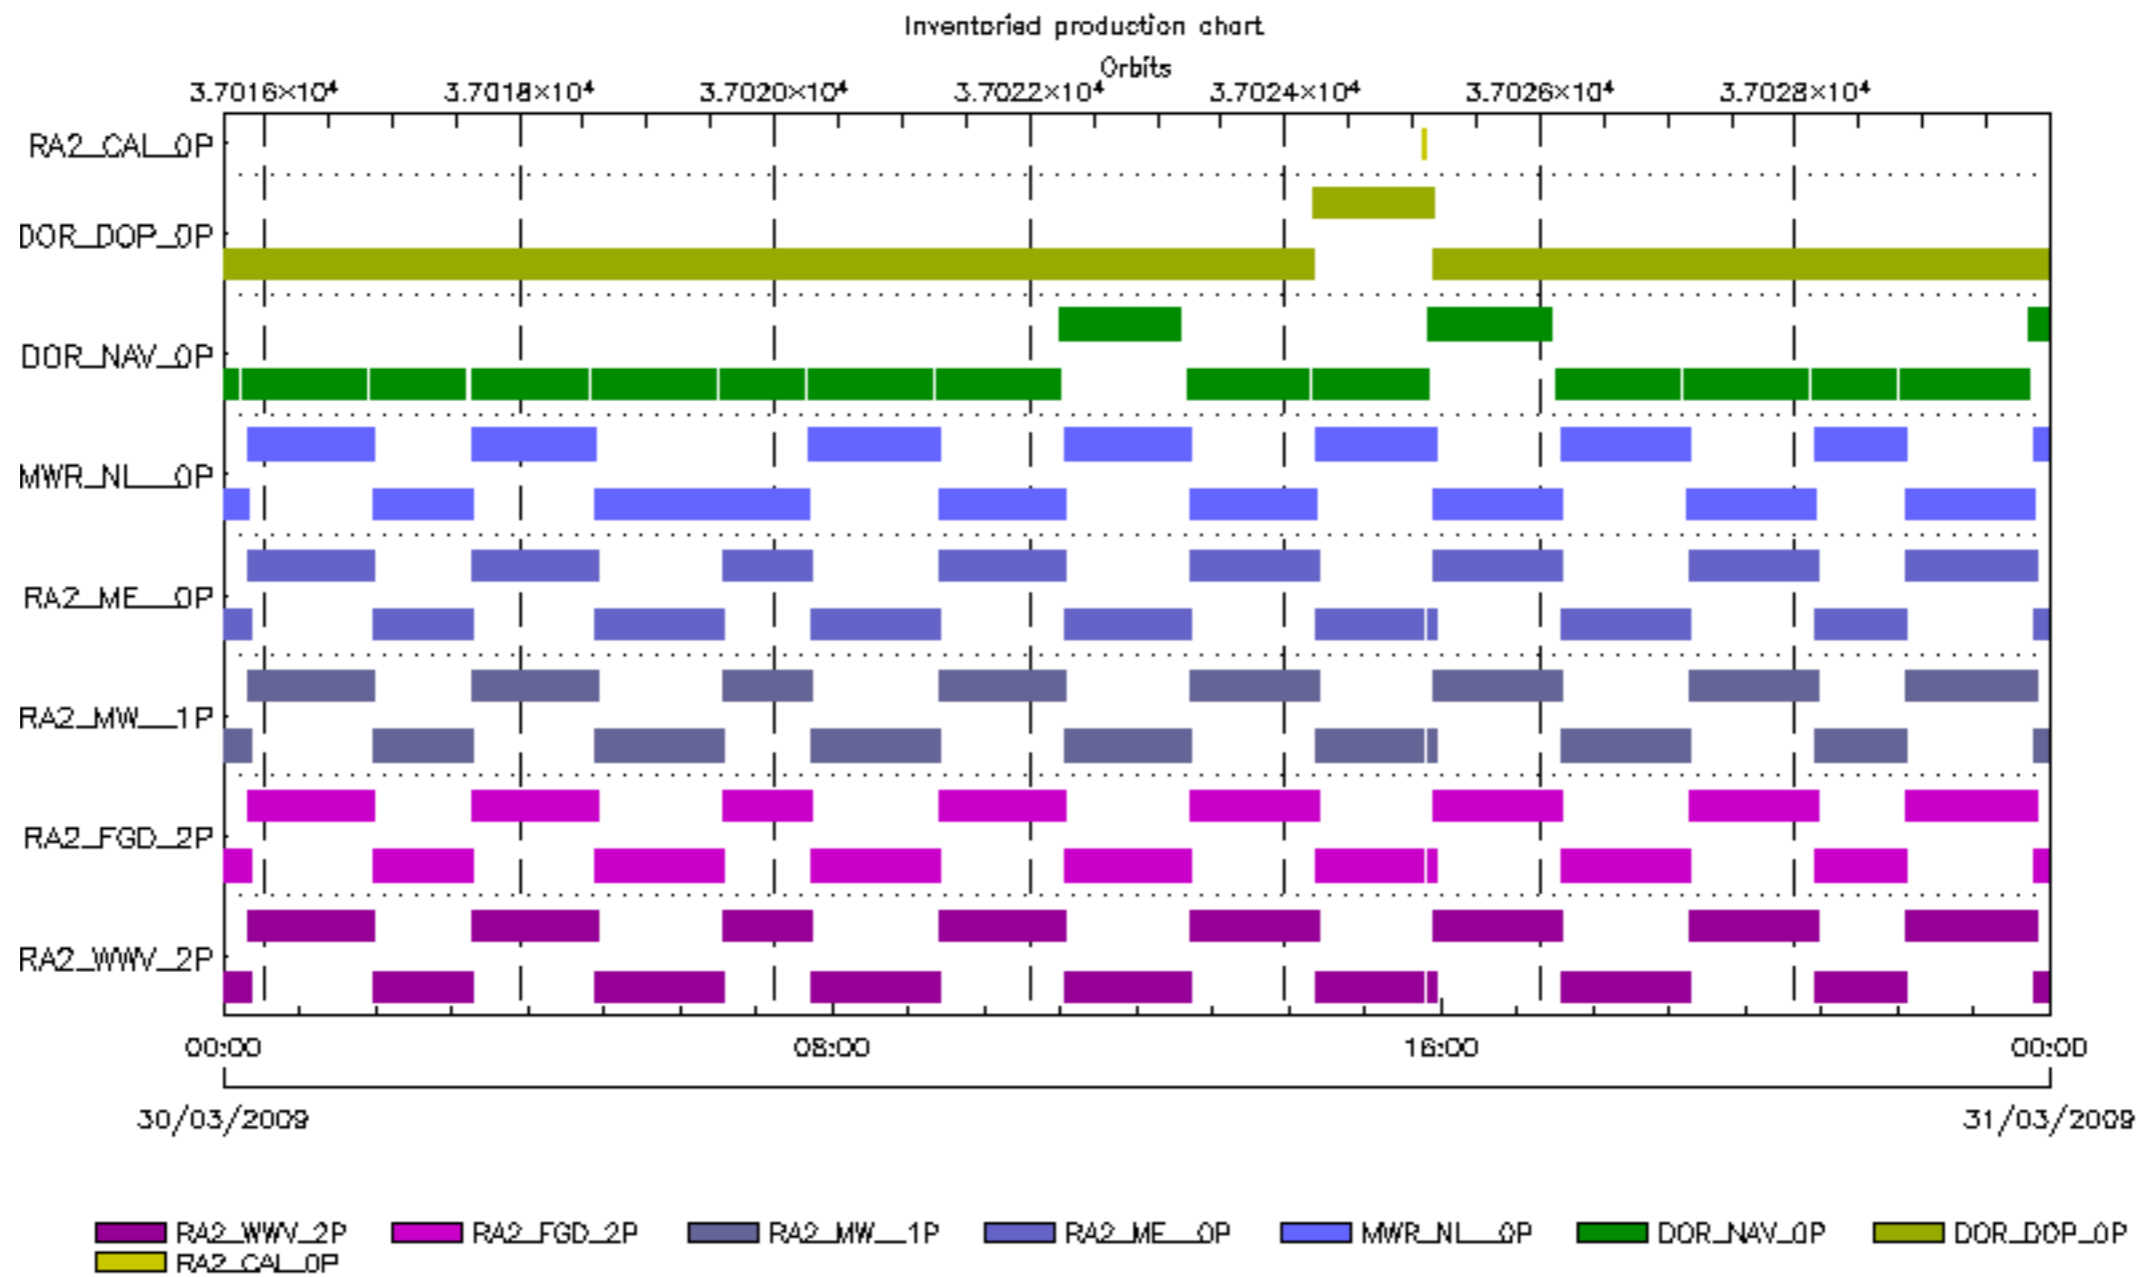 Inventoried production chart
Orbits
3.7016×10⁴ 3.7018×10⁴ 3.7020×10⁴ 3.7022×10⁴ 3.7024×10⁴ 3.7026×10⁴ 3.7028×10⁴
RA2_CAL_0P
DOR_DOP_0P
DOR_NAV_0P
MWR_NL__0P
RA2_ME__0P
RA2_MW__1P
RA2_FGD_2P
RA2_WWV_2P
00:00 08:00 16:00 00:00
30/03/2009 31/03/2009
RA2_WWV_2P RA2_FGD_2P RA2_MW__1P RA2_ME__0P MWR_NL__0P DOR_NAV_0P DOR_DOP_0P
RA2_CAL_0P